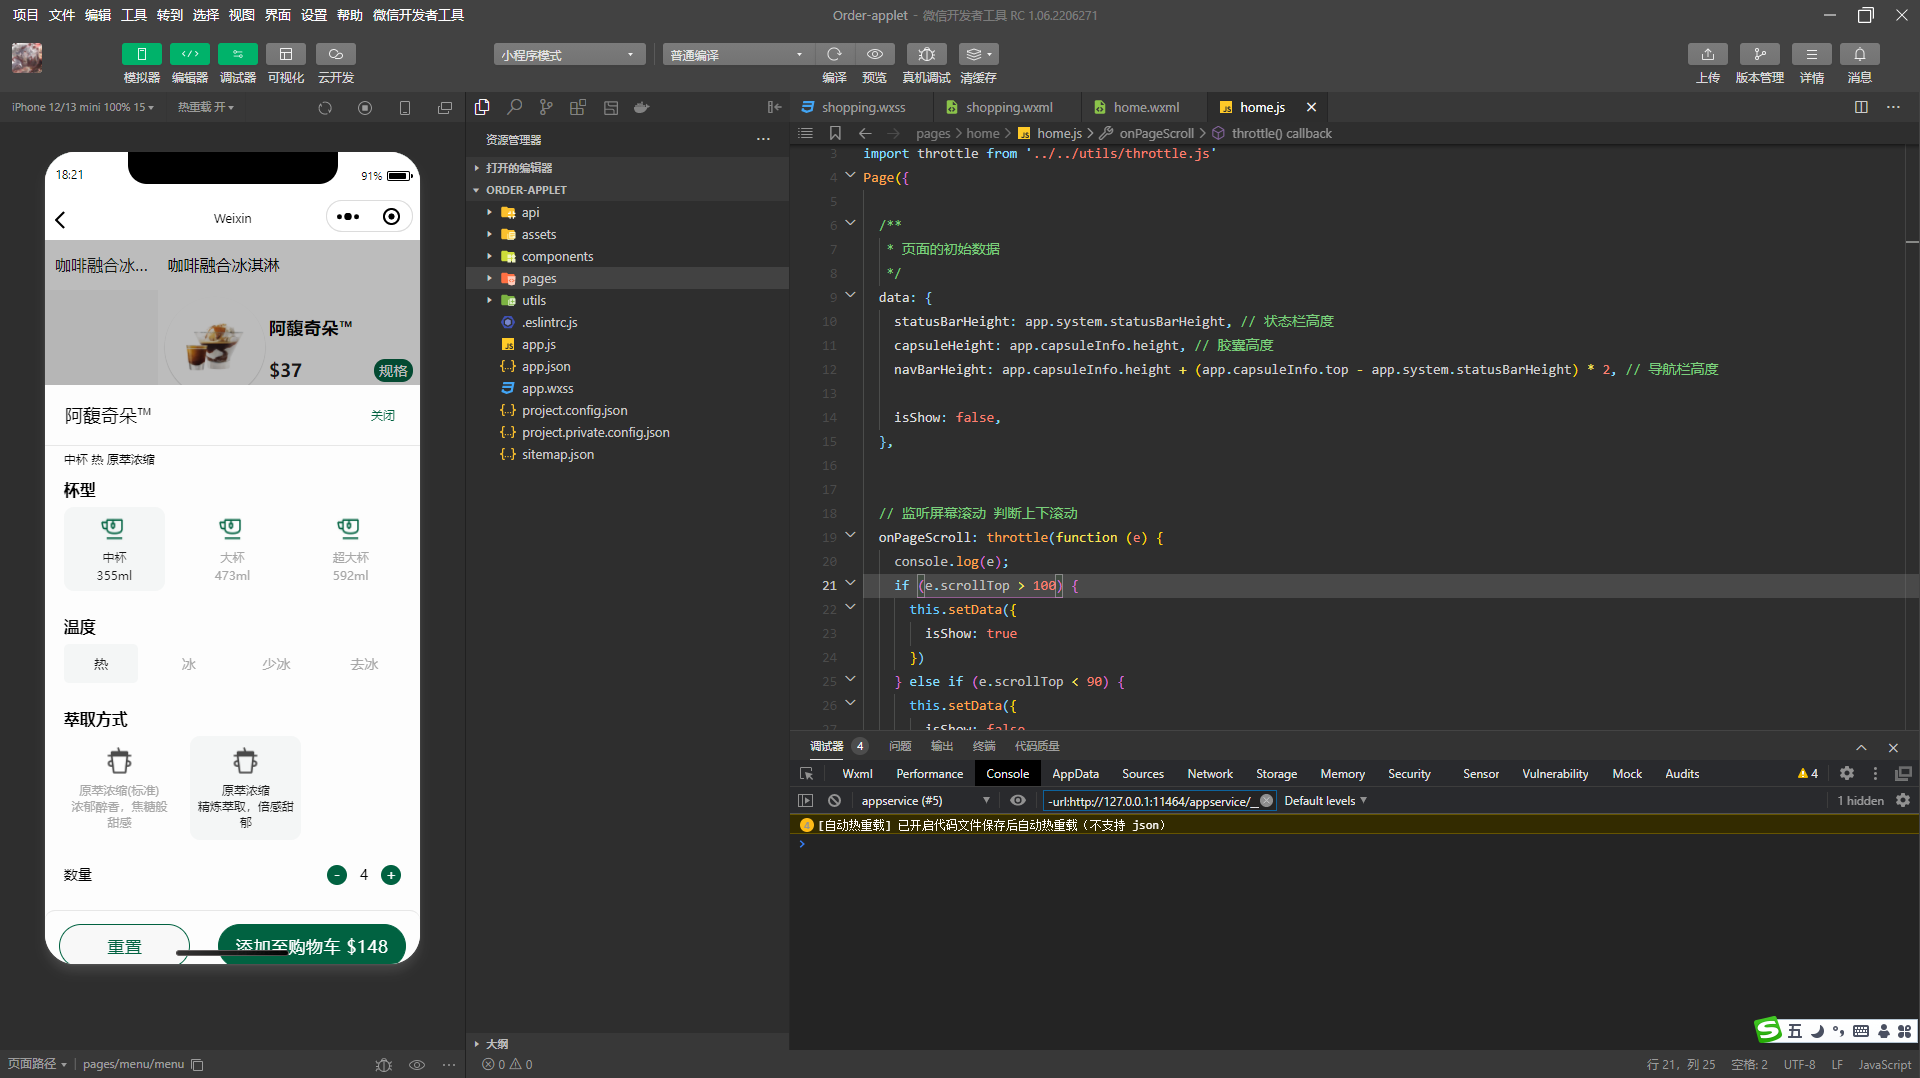 项目 文件 编辑 工具 转到 选择 视图 界面 设置 帮助 微信开发者工具
Order-applet - 微信开发者工具 RC 1.06.2206271
小程序模式
普通编译
模拟器 编辑器 调试器 可视化 云开发
编译 预览 真机调试 清缓存
上传 版本管理 详情 消息
iPhone 12/13 mini 100% 15
热重载 开
18:21
91%
Weixin
咖啡融合冰...
咖啡融合冰淇淋
阿馥奇朵™
$37
规格
阿馥奇朵™
关闭
中杯 热 原萃浓缩
杯型
中杯
355ml
大杯
473ml
超大杯
592ml
温度
热 冰 少冰 去冰
萃取方式
原萃浓缩(标准)
浓郁醇香，焦糖般
甜感
原萃浓缩
精炼萃取，倍感甜
郁
数量
- 4 +
重置
添加至购物车 $148
页面路径
pages/menu/menu
资源管理器
打开的编辑器
ORDER-APPLET
api
assets
components
pages
utils
.eslintrc.js
app.js
app.json
app.wxss
project.config.json
project.private.config.json
sitemap.json
大纲
0 0
shopping.wxss
shopping.wxml
home.wxml
home.js
pages > home > home.js > onPageScroll > throttle() callback
3 import throttle from '../../utils/throttle.js'
4 Page({
5
6 /**
7 * 页面的初始数据
8 */
9 data: {
10 statusBarHeight: app.system.statusBarHeight, // 状态栏高度
11 capsuleHeight: app.capsuleInfo.height, // 胶囊高度
12 navBarHeight: app.capsuleInfo.height + (app.capsuleInfo.top - app.system.statusBarHeight) * 2, // 导航栏高度
13
14 isShow: false,
15 },
16
17
18 // 监听屏幕滚动 判断上下滚动
19 onPageScroll: throttle(function (e) {
20 console.log(e);
21 if (e.scrollTop > 100) {
22 this.setData({
23 isShow: true
24 })
25 } else if (e.scrollTop < 90) {
26 this.setData({
27 isShow: false
调试器 4 问题 输出 终端 代码质量
Wxml Performance Console AppData Sources Network Storage Memory Security Sensor Vulnerability Mock Audits
4
appservice (#5)
-url:http://127.0.0.1:11464/appservice/__
Default levels
1 hidden
4 [自动热重载] 已开启代码文件保存后自动热重载（不支持 json）
五
行 21，列 25 空格: 2 UTF-8 LF JavaScript